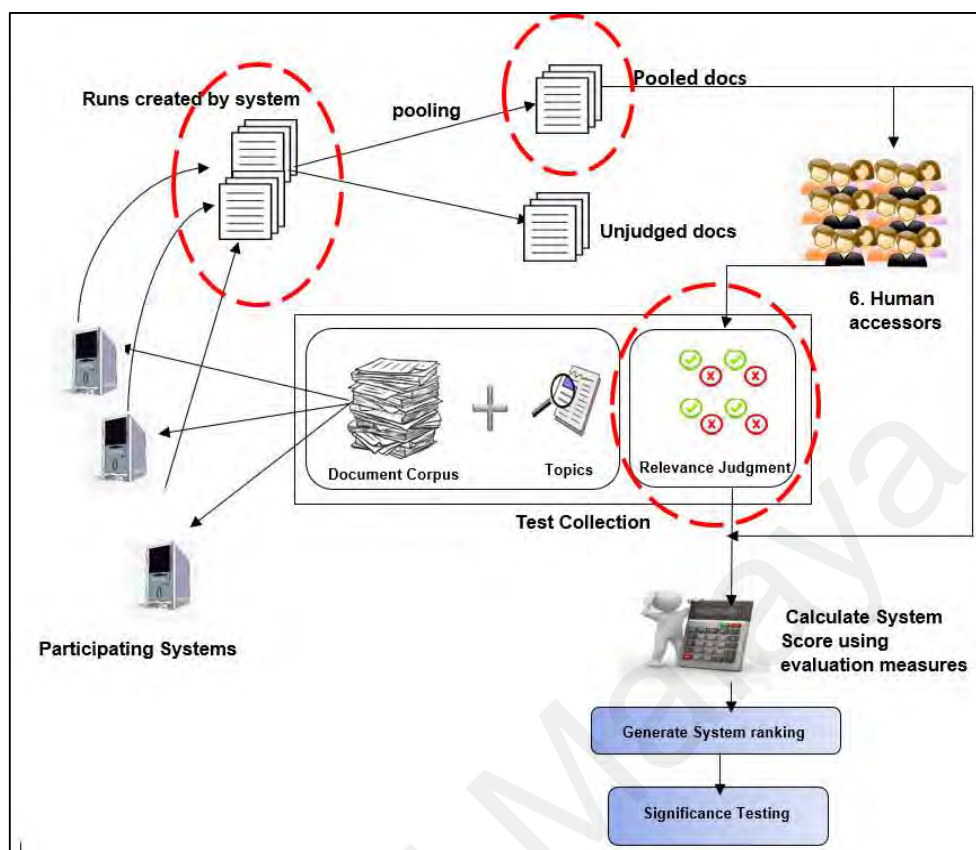 Pooled docs
Runs created by system
pooling
Unjudged docs
6. Human
accessors
Document Corpus
Topics
Relevance Judgment
Test Collection
Participating Systems
Calculate System
Score using
evaluation measures
Generate System ranking
Significance Testing
Malaya